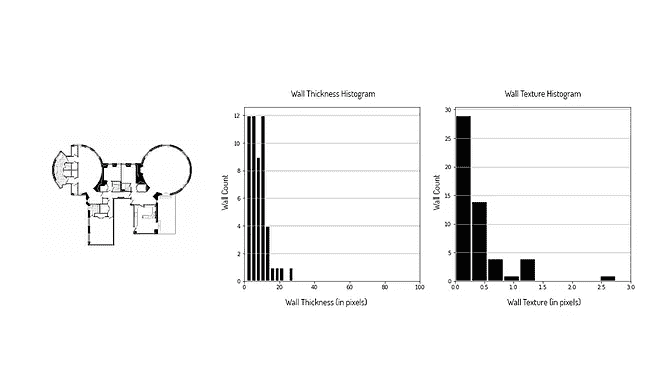 Wall Thickness Histogram
12
10
8
6
4
2
0
Wall Count
0 20 40 60 80 100
Wall Thickness (in pixels)
Wall Texture Histogram
30
25
20
15
10
5
0
Wall Count
0.0 0.5 1.0 1.5 2.0 2.5 3.0
Wall Texture (in pixels)